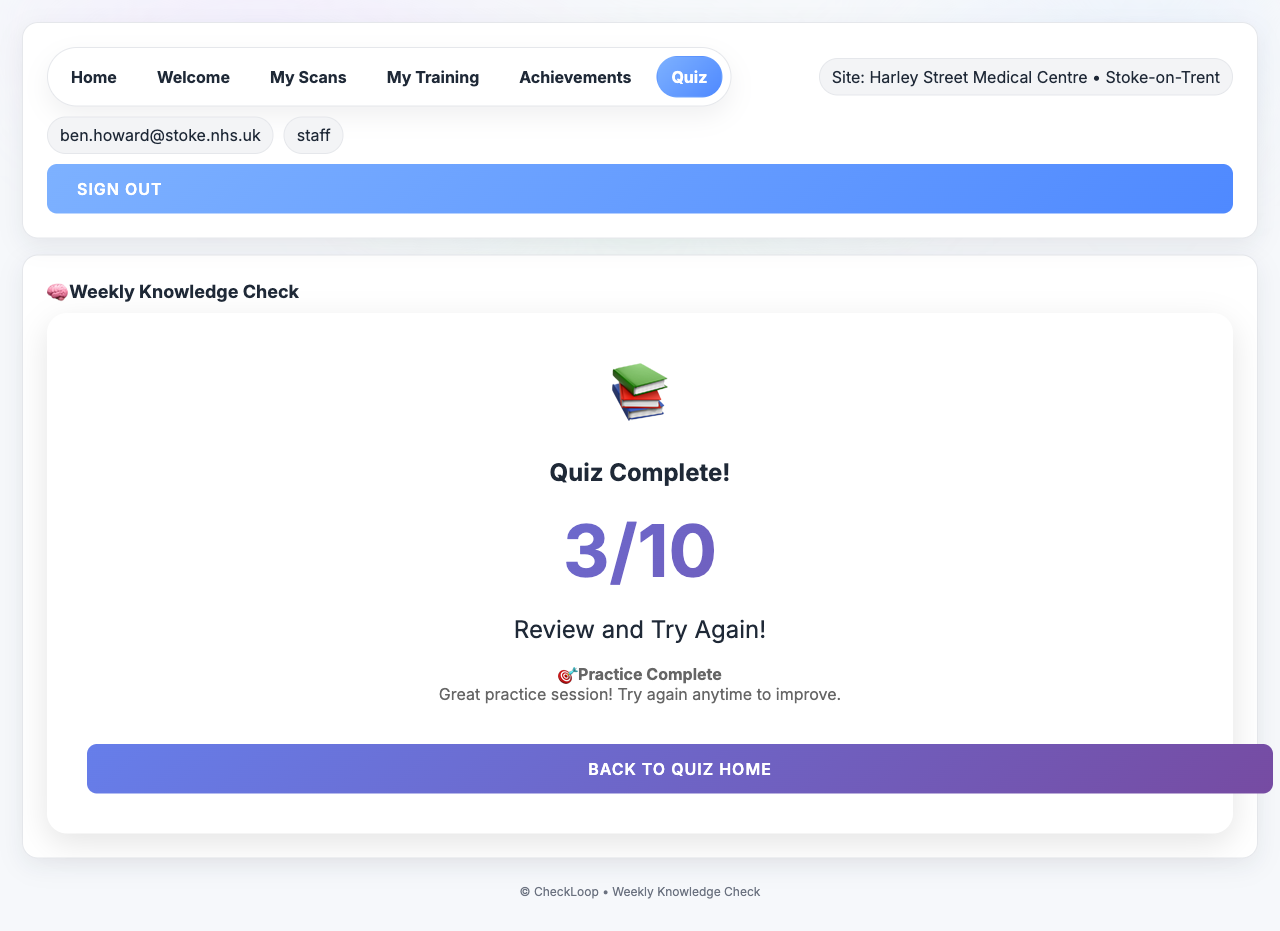 Home Welcome My Scans My Training Achievements Quiz
Site: Harley Street Medical Centre • Stoke-on-Trent
ben.howard@stoke.nhs.uk staff
SIGN OUT
🧠Weekly Knowledge Check
Quiz Complete!
3/10
Review and Try Again!
🎯Practice Complete
Great practice session! Try again anytime to improve.
BACK TO QUIZ HOME
© CheckLoop • Weekly Knowledge Check